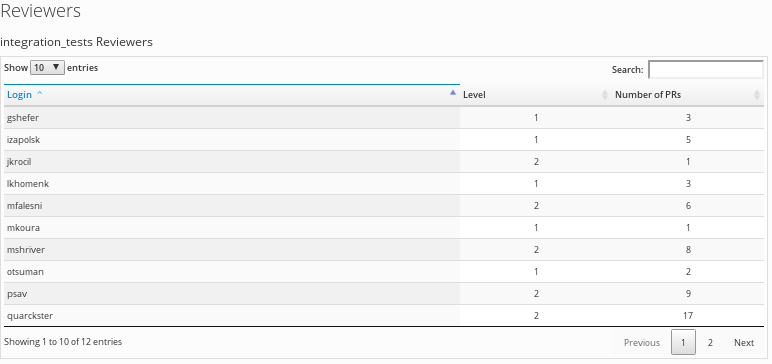 Reviewers
integration_tests Reviewers
Show 10 entries Search:
Login Level Number of PRs
gshefer 1 3
izapolsk 1 5
jkrocil 2 1
lkhomenk 1 3
mfalesni 2 6
mkoura 1 1
mshriver 2 8
otsuman 1 2
psav 2 9
quarckster 2 17
Showing 1 to 10 of 12 entries Previous 1 2 Next